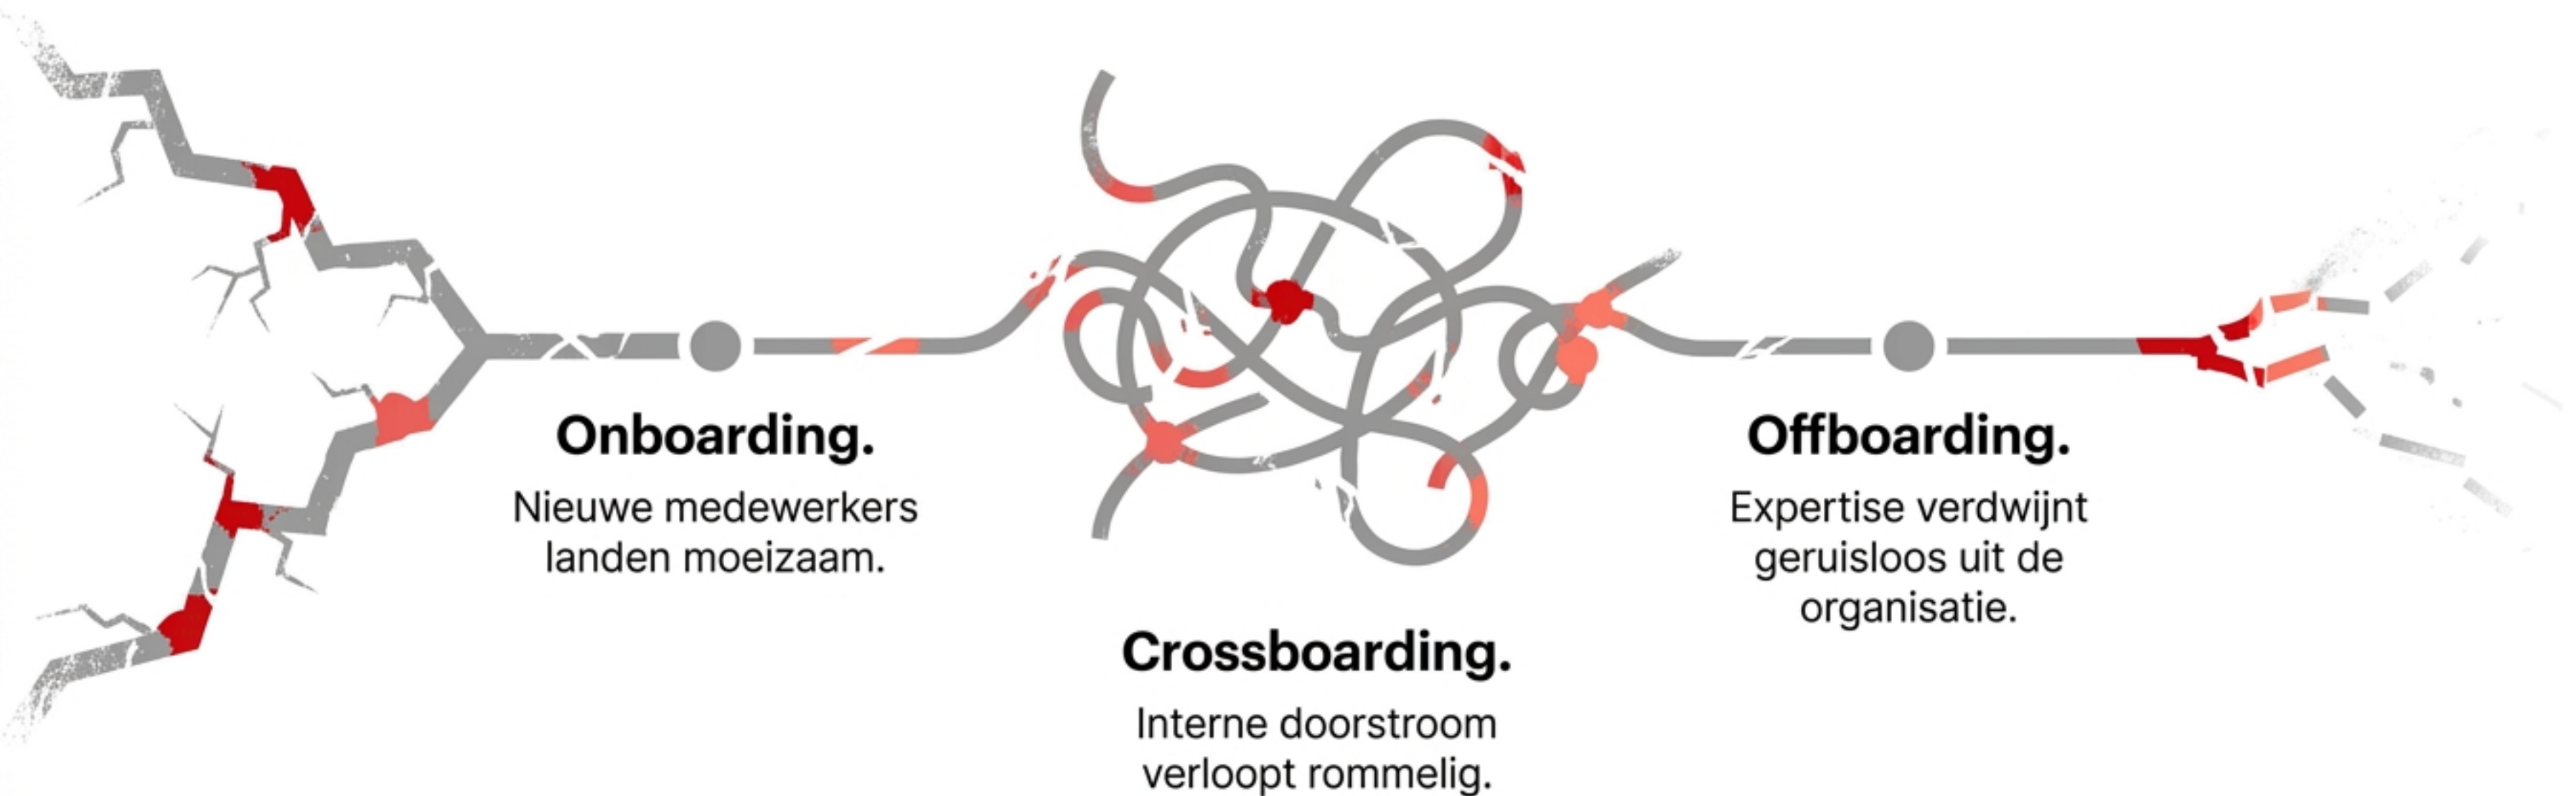 Onboarding.
Nieuwe medewerkers
landen moeizaam.
Crossboarding.
Interne doorstroom
verloopt rommelig.
Offboarding.
Expertise verdwijnt
geruisloos uit de
organisatie.